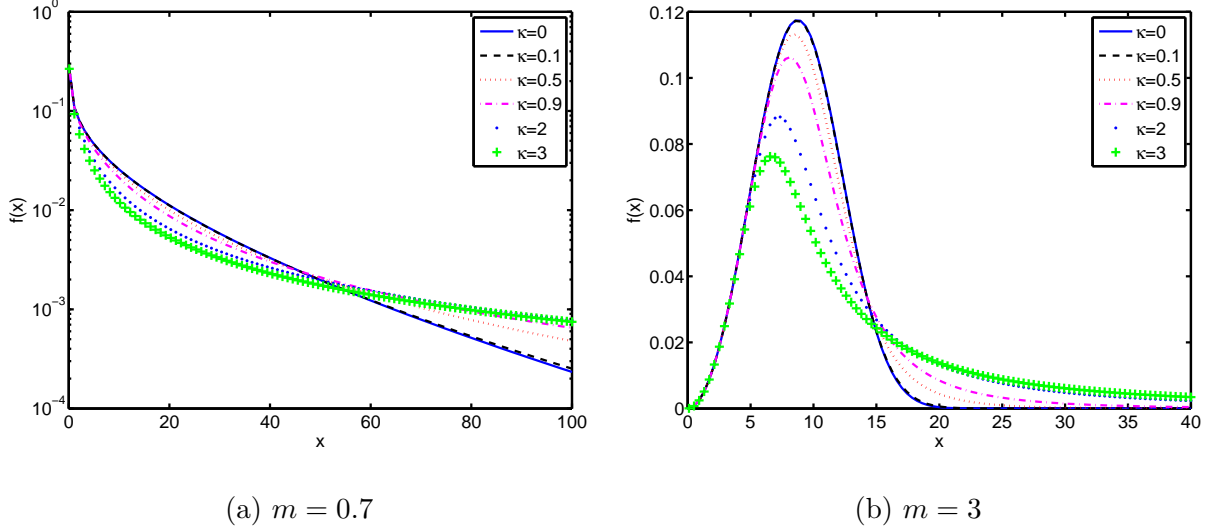 10⁰
10⁻¹
10⁻²
10⁻³
10⁻⁴
f(x)
0 20 40 60 80 100
x
κ=0
κ=0.1
κ=0.5
κ=0.9
κ=2
κ=3
(a) m = 0.7
0.12
0.1
0.08
0.06
0.04
0.02
0
f(x)
0 5 10 15 20 25 30 35 40
x
κ=0
κ=0.1
κ=0.5
κ=0.9
κ=2
κ=3
(b) m = 3